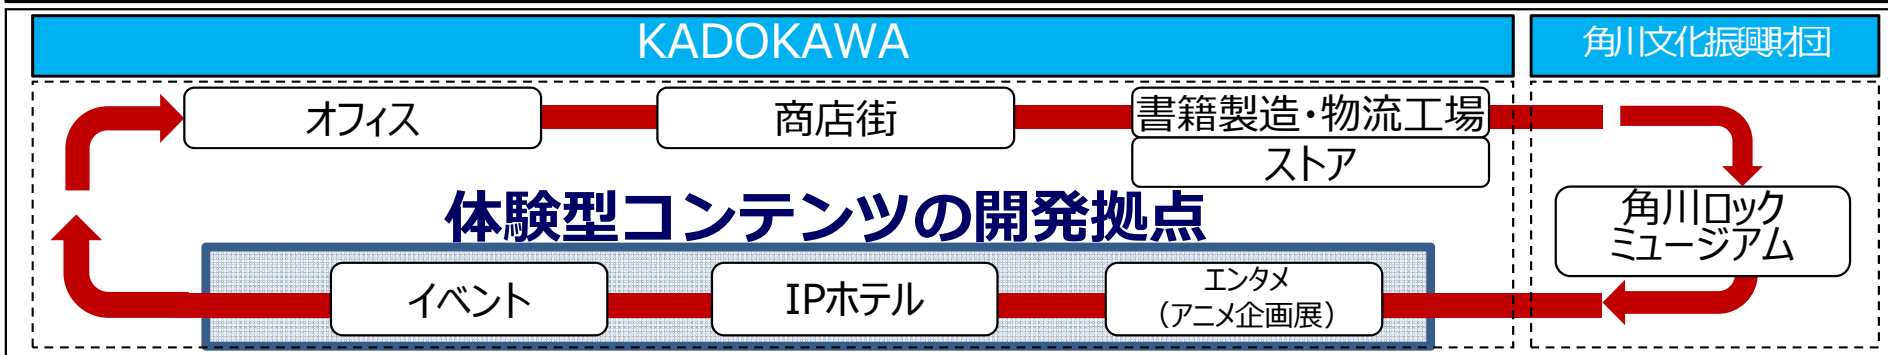 KADOKAWA
角川文化振興財団
オフィス
商店街
書籍製造・物流工場
ストア
角川ロック
ミュージアム
体験型コンテンツの開発拠点
イベント
IPホテル
エンタメ
（アニメ企画展）